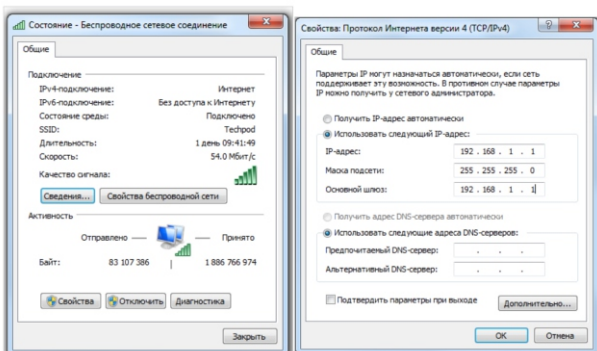 Состояние - Беспроводное сетевое соединение
Общие
Подключение
IPv4-подключение: Интернет
IPv6-подключение: Без доступа к Интернету
Состояние среды: Подключено
SSID: Techpod
Длительность: 1 день 09:41:49
Скорость: 54.0 Мбит/с
Качество сигнала:
Сведения... Свойства беспроводной сети
Активность
Отправлено — — Принято
Байт: 83 107 386 | 1 886 766 974
Свойства Отключить Диагностика
Закрыть
Свойства: Протокол Интернета версии 4 (TCP/IPv4)
Общие
Параметры IP могут назначаться автоматически, если сеть
поддерживает эту возможность. В противном случае параметры
IP можно получить у сетевого администратора.
Получить IP-адрес автоматически
Использовать следующий IP-адрес:
IP-адрес: 192 . 168 . 1 . 1
Маска подсети: 255 . 255 . 255 . 0
Основной шлюз: 192 . 168 . 1 . 1
Получить адрес DNS-сервера автоматически
Использовать следующие адреса DNS-серверов:
Предпочитаемый DNS-сервер: . . .
Альтернативный DNS-сервер: . . .
Подтвердить параметры при выходе Дополнительно...
ОК Отмена